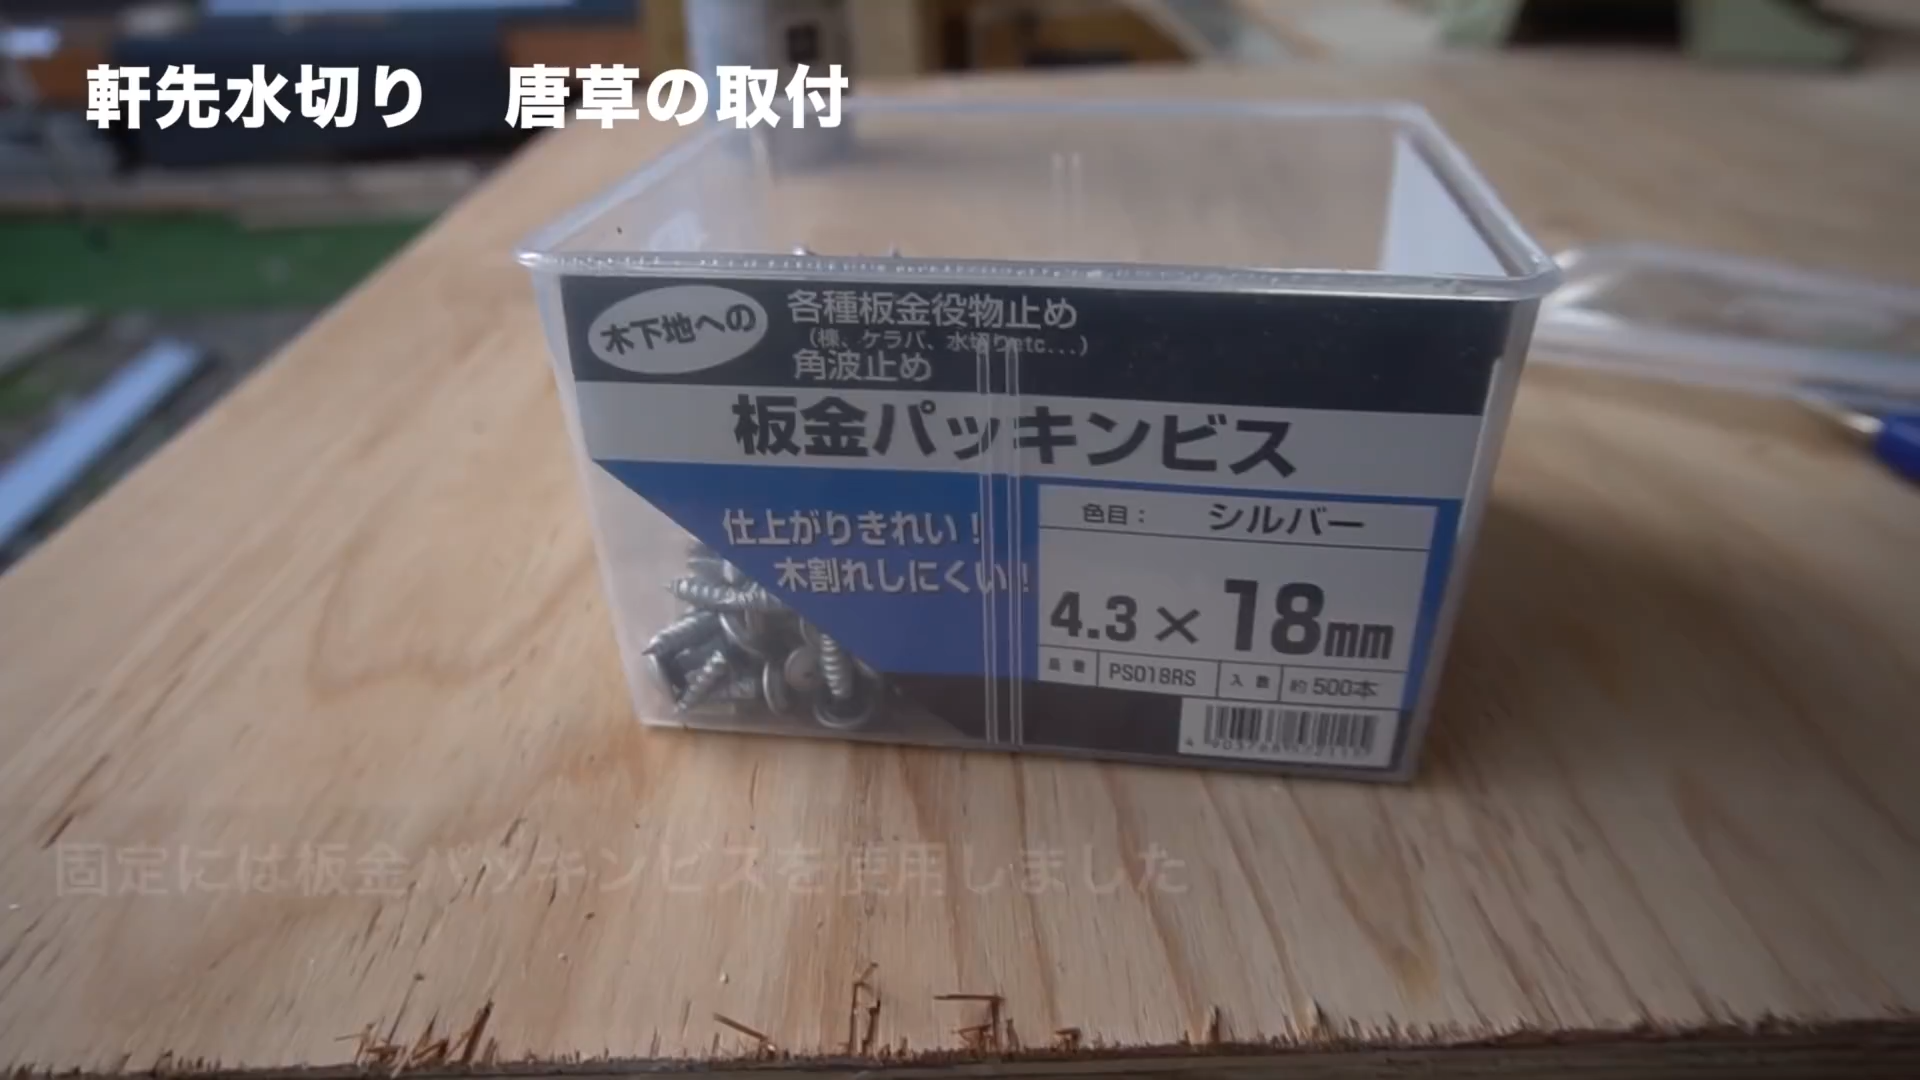 軒先水切り　唐草の取付
木下地への
各種板金役物止め
(棟、ケラバ、水切りetc...)
角波止め
板金パッキンビス
仕上がりきれい!
木割れしにくい!
色目： シルバー
4.3×18mm
品番 PS018RS 入数 約500本
固定には板金パッキンビスを使用しました